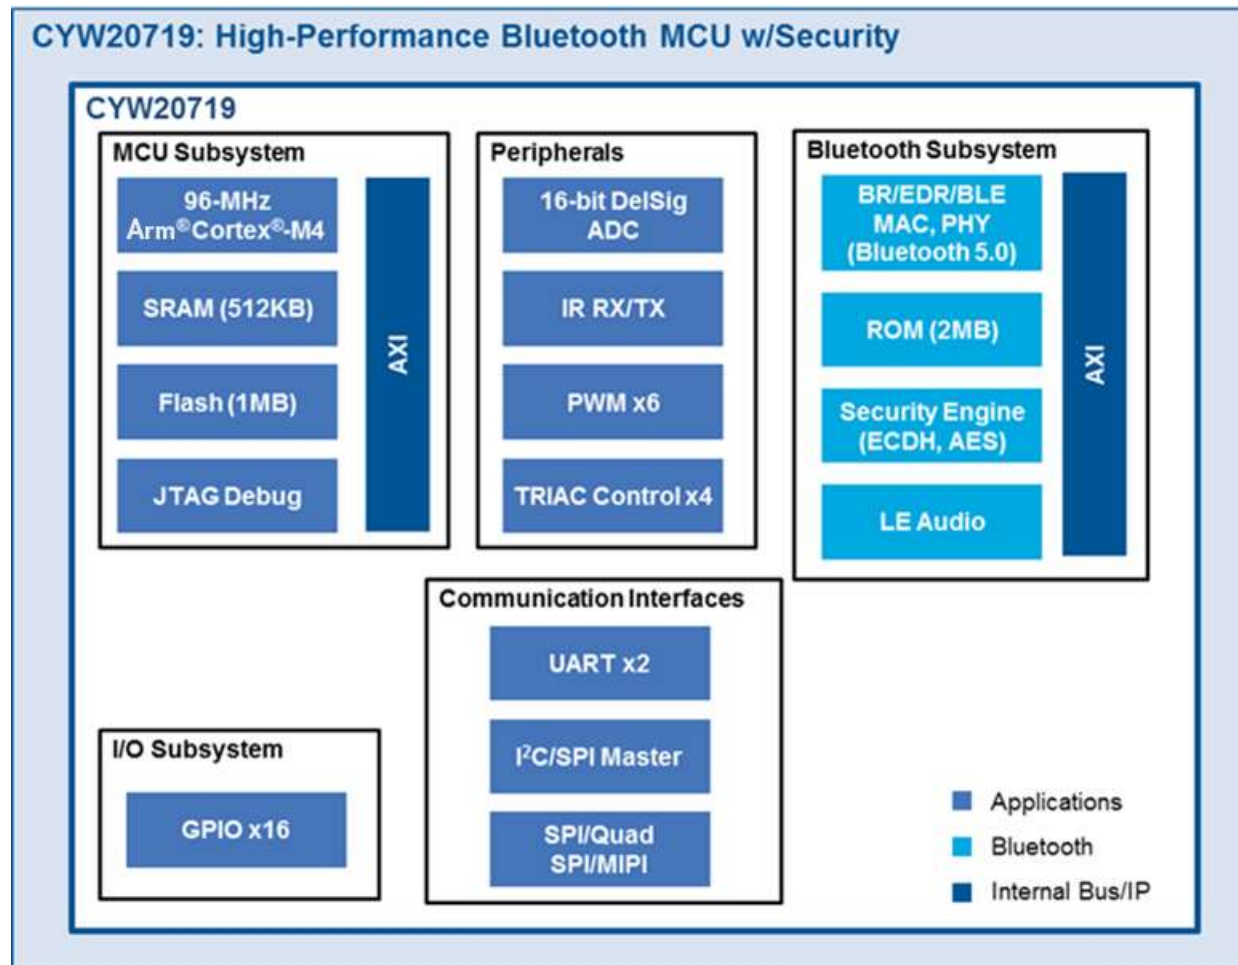 CYW20719: High-Performance Bluetooth MCU w/Security
CYW20719
MCU Subsystem
96-MHz
Arm®Cortex®-M4
SRAM (512KB)
Flash (1MB)
JTAG Debug
AXI
Peripherals
16-bit DelSig
ADC
IR RX/TX
PWM x6
TRIAC Control x4
Bluetooth Subsystem
BR/EDR/BLE
MAC, PHY
(Bluetooth 5.0)
ROM (2MB)
Security Engine
(ECDH, AES)
LE Audio
AXI
Communication Interfaces
UART x2
I²C/SPI Master
SPI/Quad
SPI/MIPI
I/O Subsystem
GPIO x16
Applications
Bluetooth
Internal Bus/IP